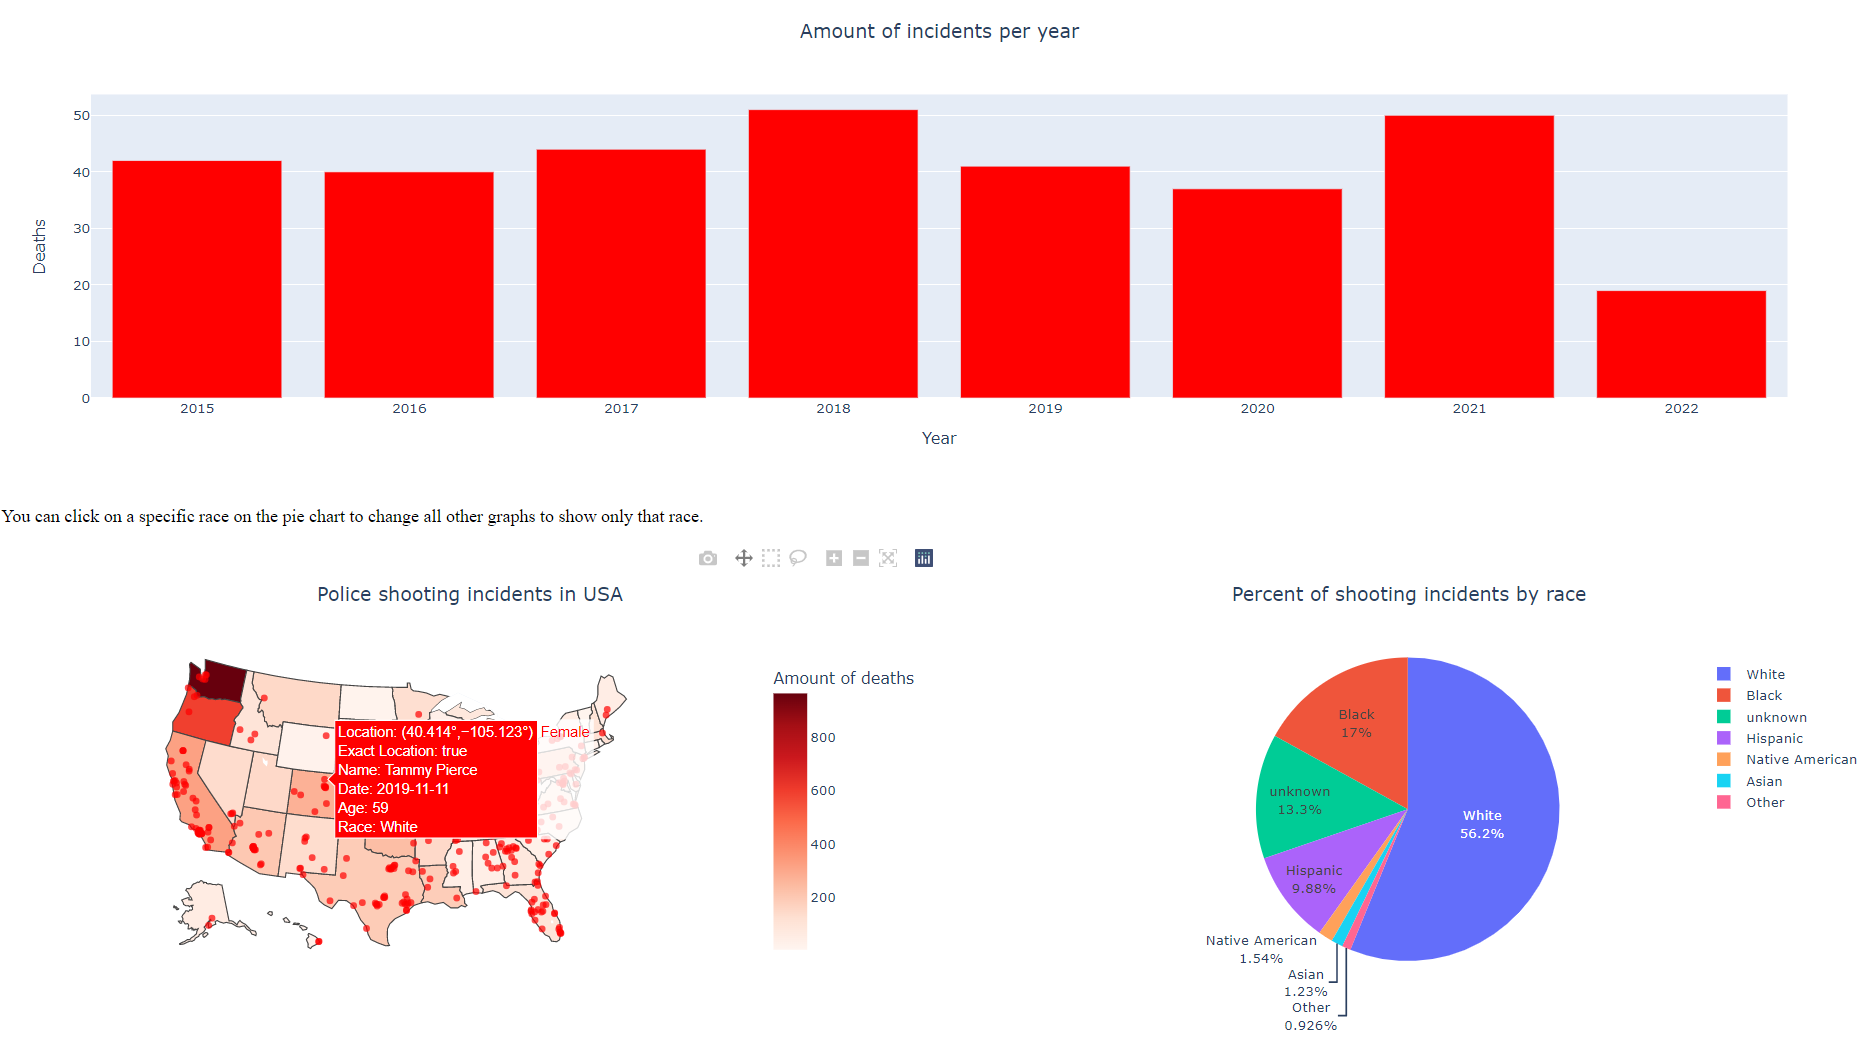 Amount of incidents per year
50
40
30
20
10
0
Deaths
2015 2016 2017 2018 2019 2020 2021 2022
Year
You can click on a specific race on the pie chart to change all other graphs to show only that race.
Police shooting incidents in USA
Location: (40.414°,−105.123°) Female
Exact Location: true
Name: Tammy Pierce
Date: 2019-11-11
Age: 59
Race: White
Amount of deaths
800
600
400
200
Percent of shooting incidents by race
Black
17%
unknown
13.3%
White
56.2%
Hispanic
9.88%
Native American
1.54%
Asian
1.23%
Other
0.926%
White
Black
unknown
Hispanic
Native American
Asian
Other